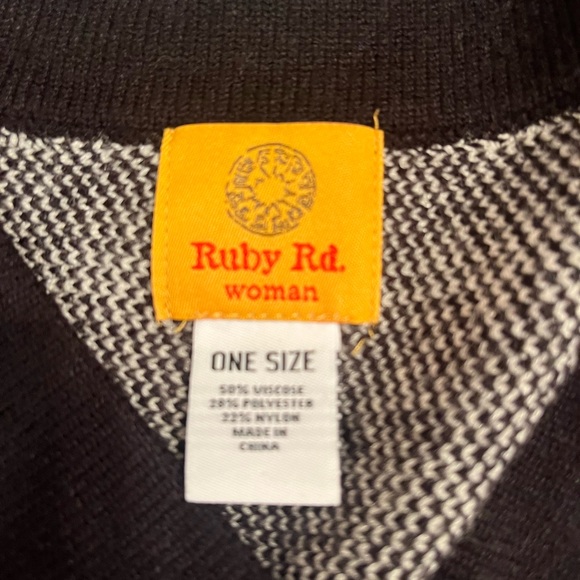 Ruby Rd.
woman
ONE SIZE
50% VISCOSE
28% POLYESTER
22% NYLON
MADE IN
CHINA